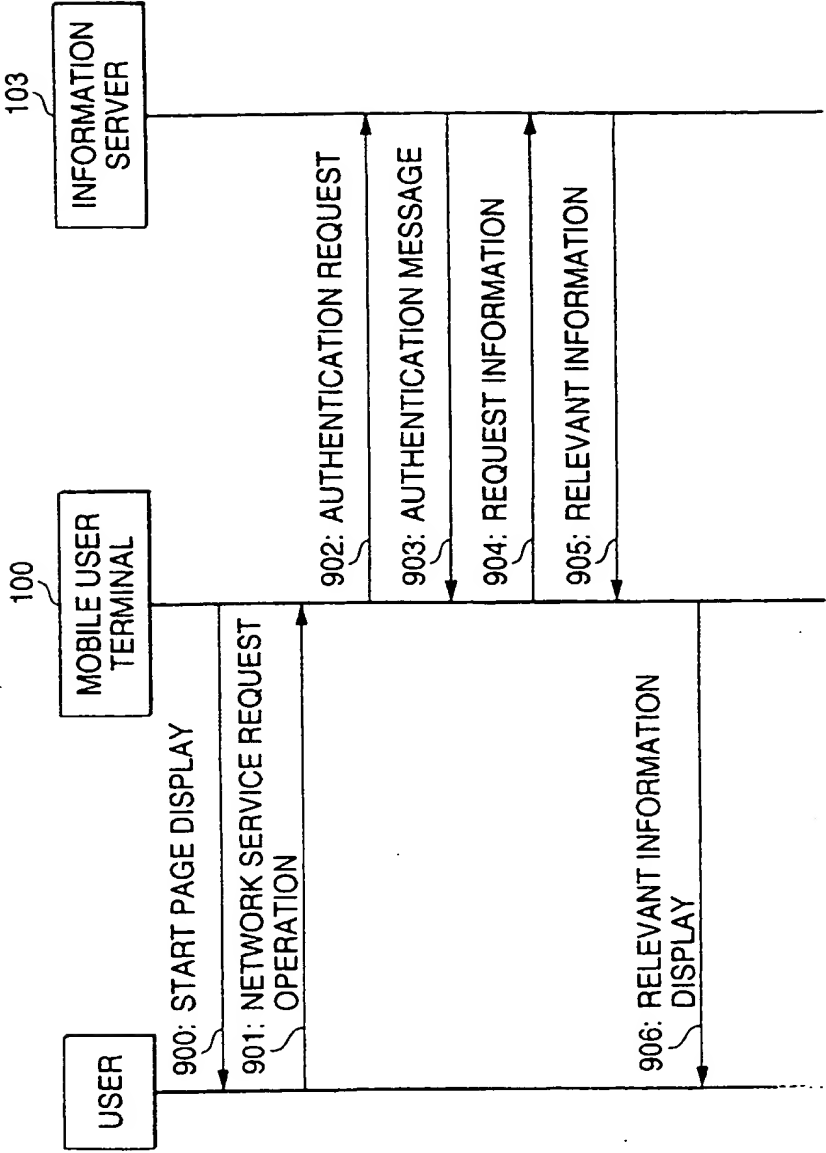 USER
100
MOBILE USER
TERMINAL
103
INFORMATION
SERVER
900: START PAGE DISPLAY
901: NETWORK SERVICE REQUEST
OPERATION
902: AUTHENTICATION REQUEST
903: AUTHENTICATION MESSAGE
904: REQUEST INFORMATION
905: RELEVANT INFORMATION
906: RELEVANT INFORMATION
DISPLAY